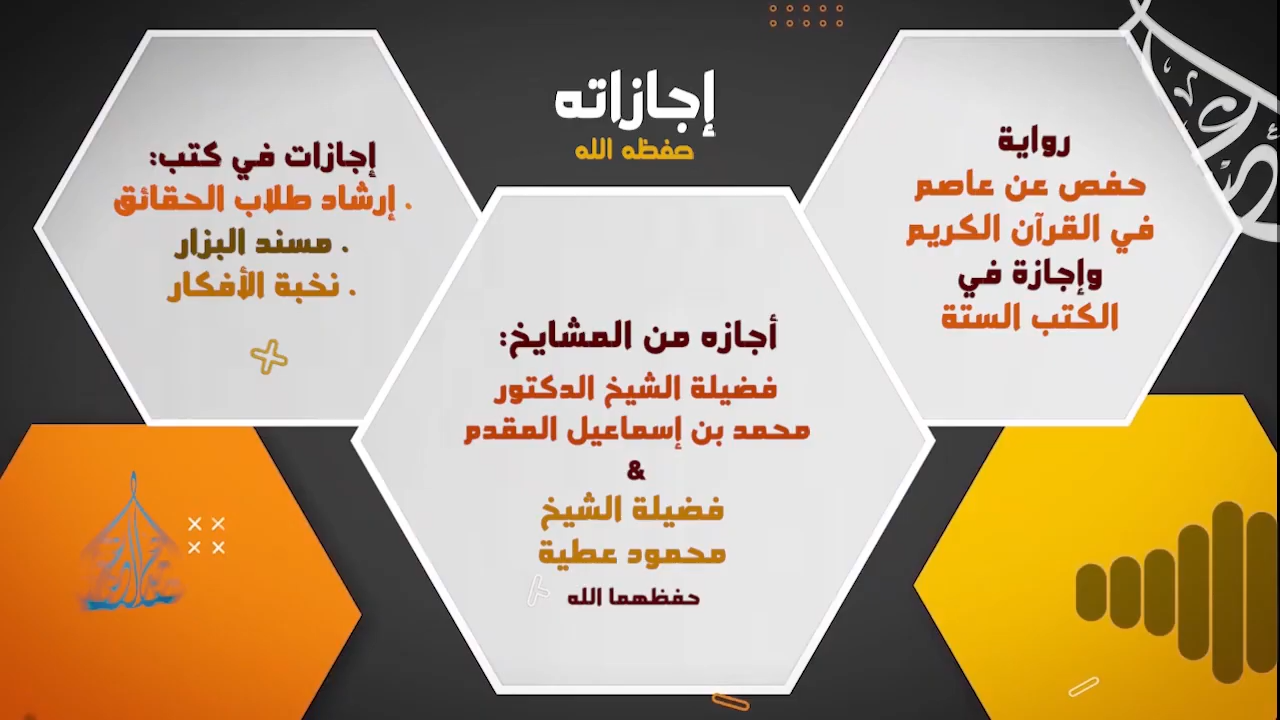 إجازاته
حفظه الله
رواية
حفص عن عاصم
في القرآن الكريم
وإجازة في
الكتب الستة
أجازه من المشايخ:
فضيلة الشيخ الدكتور
محمد بن إسماعيل المقدم
&
فضيلة الشيخ
محمود عطية
حفظهما الله
إجازات في كتب:
. إرشاد طلاب الحقائق
. مسند البزار
. نخبة الأفكار